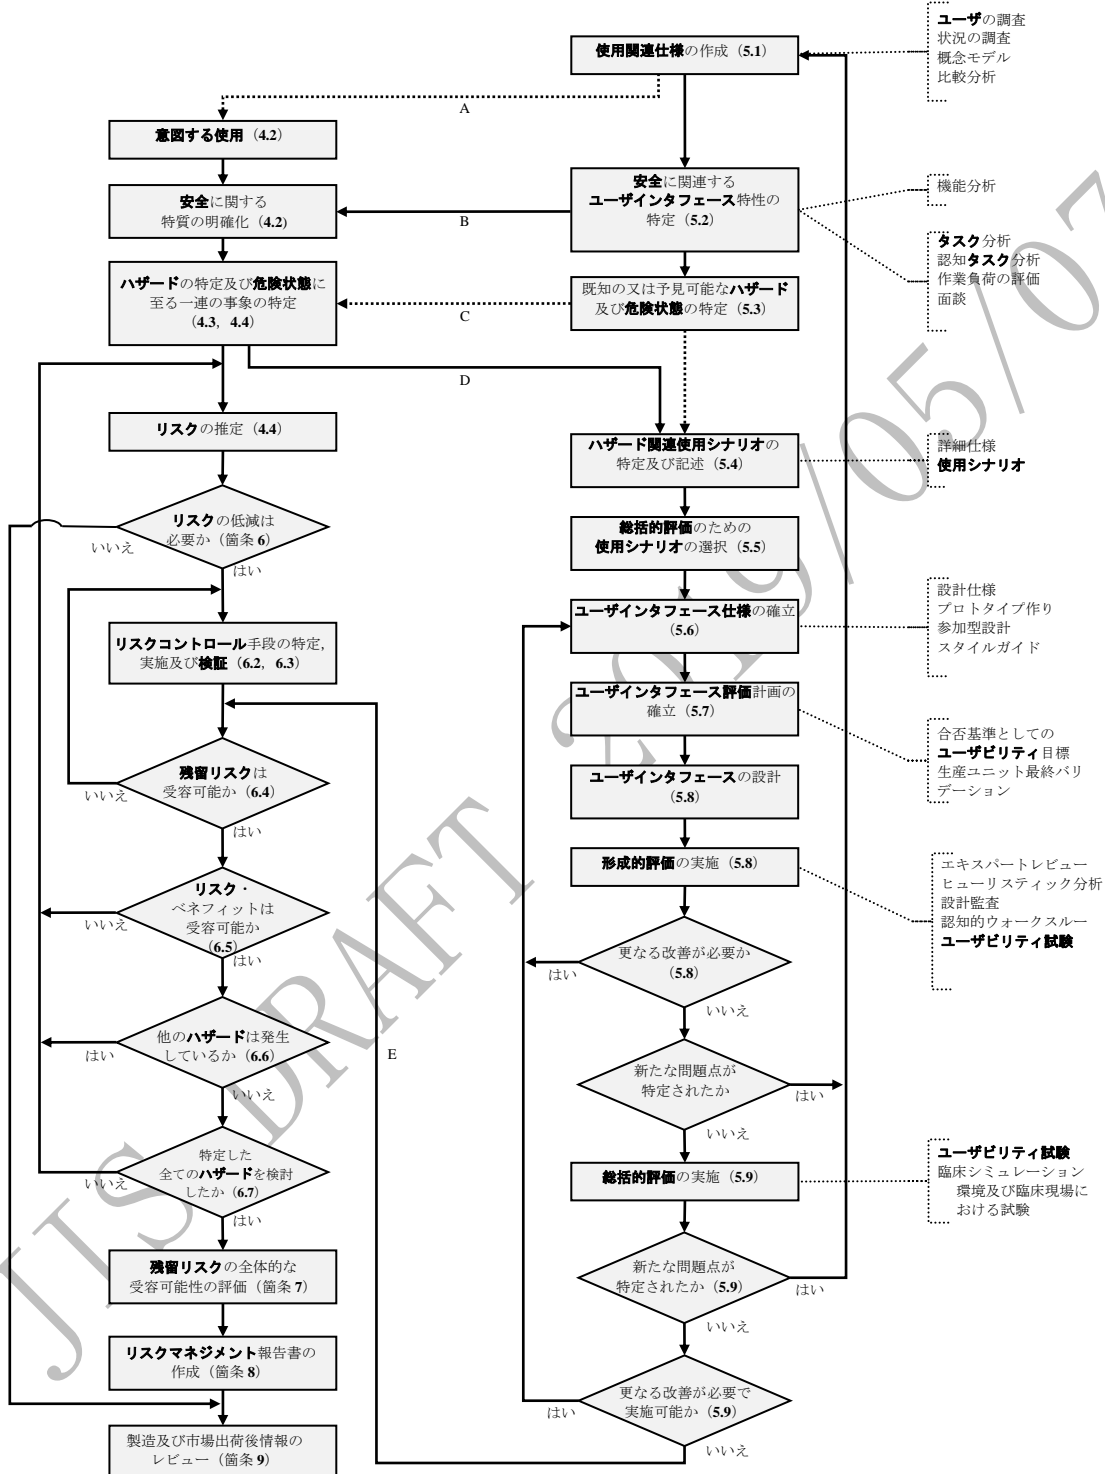 使用関連仕様の作成（5.1）
ユーザの調査
状況の調査
概念モデル
比較分析
A
意図する使用（4.2）
安全に関する
特質の明確化（4.2）
B
安全に関連する
ユーザインタフェース特性の
特定（5.2）
機能分析
タスク分析
認知タスク分析
作業負荷の評価
面談
ハザードの特定及び危険状態に
至る一連の事象の特定
（4.3，4.4）
C
既知の又は予見可能なハザード
及び危険状態の特定（5.3）
D
リスクの推定（4.4）
ハザード関連使用シナリオの
特定及び記述（5.4）
詳細仕様
使用シナリオ
リスクの低減は
必要か（箇条 6）
いいえ
はい
総括的評価のための
使用シナリオの選択（5.5）
リスクコントロール手段の特定，
実施及び検証（6.2，6.3）
ユーザインタフェース仕様の確立
（5.6）
設計仕様
プロトタイプ作り
参加型設計
スタイルガイド
ユーザインタフェース評価計画の
確立（5.7）
合否基準としての
ユーザビリティ目標
生産ユニット最終バリ
デーション
残留リスクは
受容可能か（6.4）
いいえ
はい
ユーザインタフェースの設計
（5.8）
形成的評価の実施（5.8）
エキスパートレビュー
ヒューリスティック分析
設計監査
認知的ウォークスルー
ユーザビリティ試験
リスク・
ベネフィットは
受容可能か
（6.5）
いいえ
はい
更なる改善が必要か
（5.8）
はい
いいえ
他のハザードは発生
しているか（6.6）
はい
いいえ
E
新たな問題点が
特定されたか
はい
いいえ
特定した
全てのハザードを検討
したか（6.7）
いいえ
はい
総括的評価の実施（5.9）
ユーザビリティ試験
臨床シミュレーション
環境及び臨床現場に
おける試験
残留リスクの全体的な
受容可能性の評価（箇条 7）
新たな問題点が
特定されたか（5.9）
はい
いいえ
リスクマネジメント報告書の
作成（箇条 8）
更なる改善が必要で
実施可能か（5.9）
はい
いいえ
製造及び市場出荷後情報の
レビュー（箇条 9）
JIS DRAFT 2019/05/07